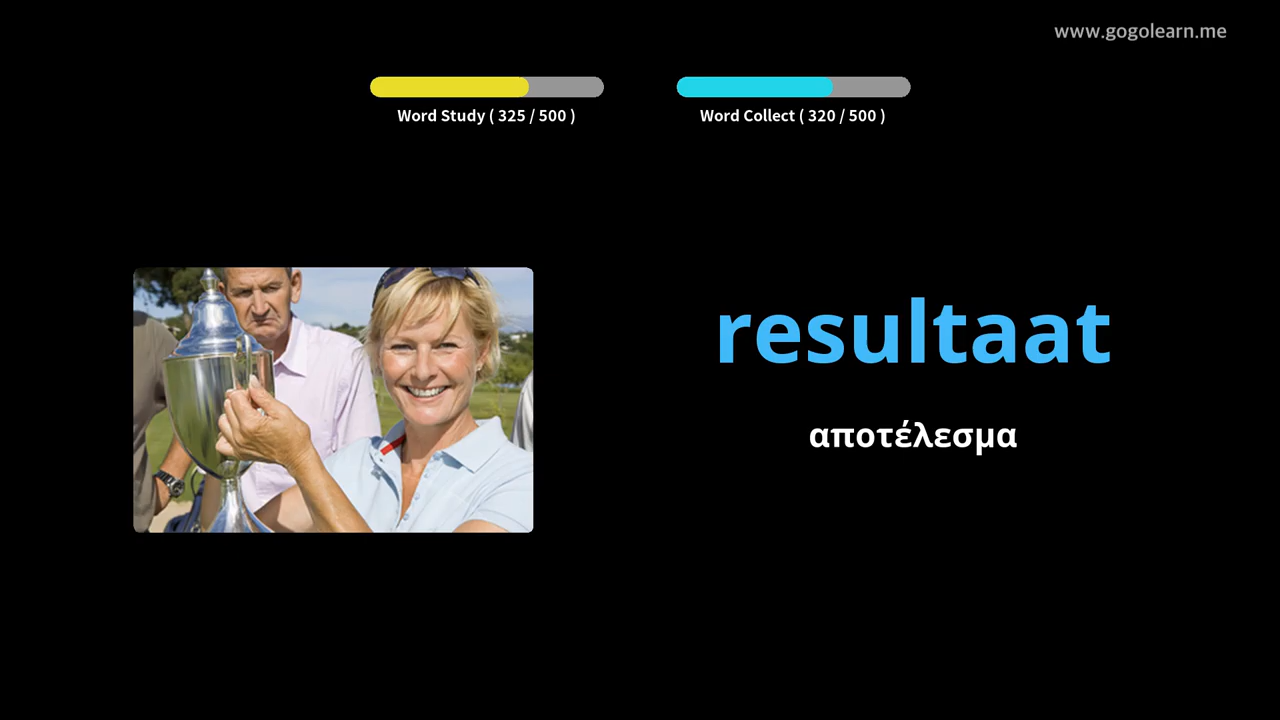 www.gogolearn.me
Word Study ( 325 / 500 )
Word Collect ( 320 / 500 )
resultaat
αποτέλεσμα